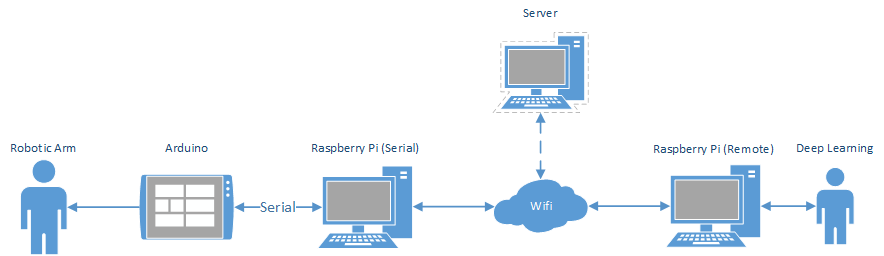 Server
Robotic Arm
Arduino
Raspberry Pi (Serial)
Raspberry Pi (Remote)
Deep Learning
Serial
Wifi